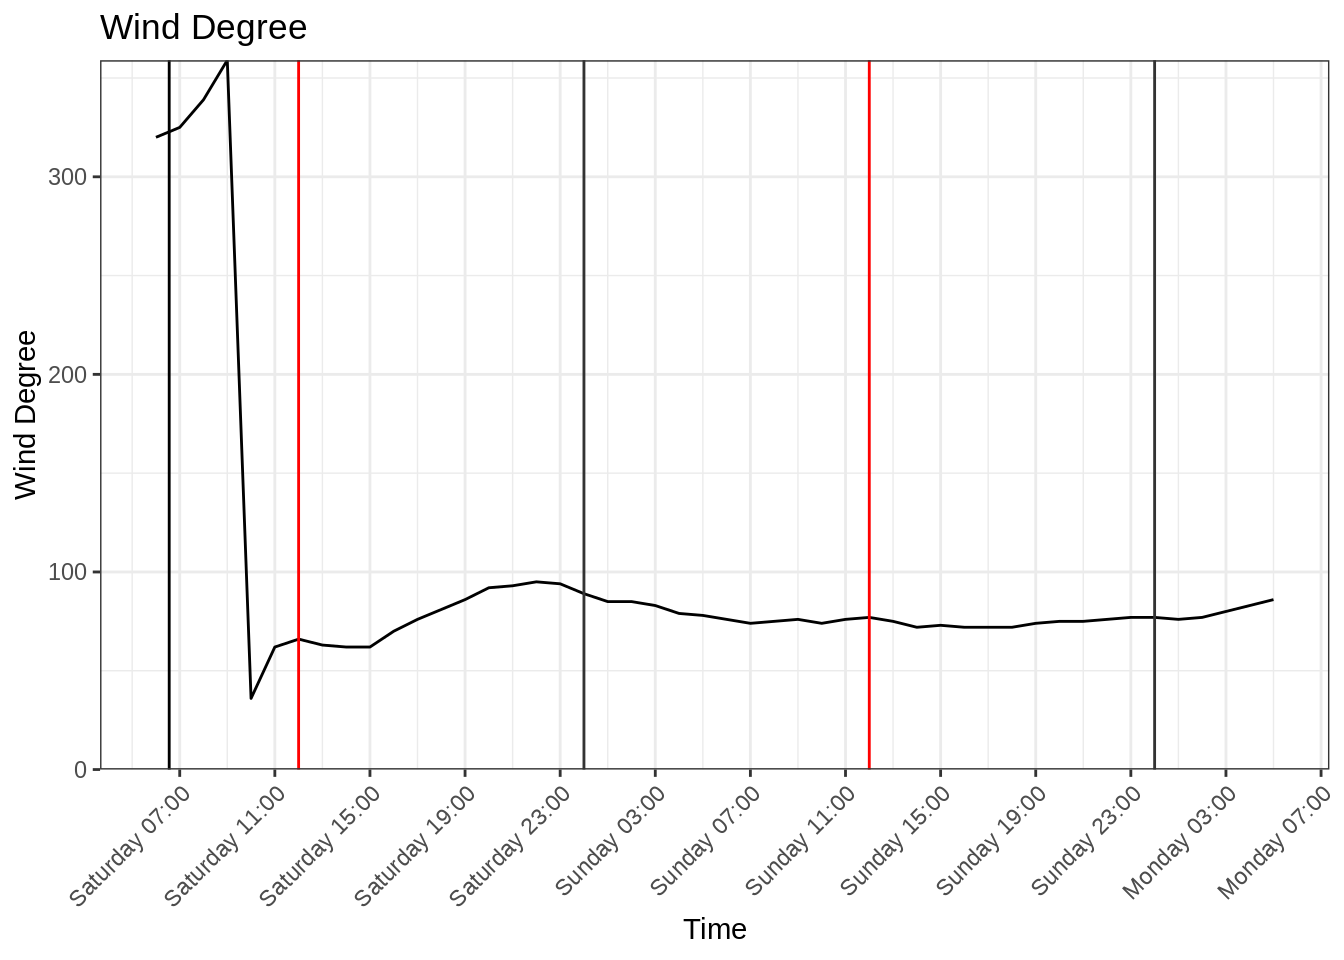 Wind Degree
Wind Degree
300
200
100
0
Saturday 07:00
Saturday 11:00
Saturday 15:00
Saturday 19:00
Saturday 23:00
Sunday 03:00
Sunday 07:00
Sunday 11:00
Sunday 15:00
Sunday 19:00
Sunday 23:00
Monday 03:00
Monday 07:00
Time